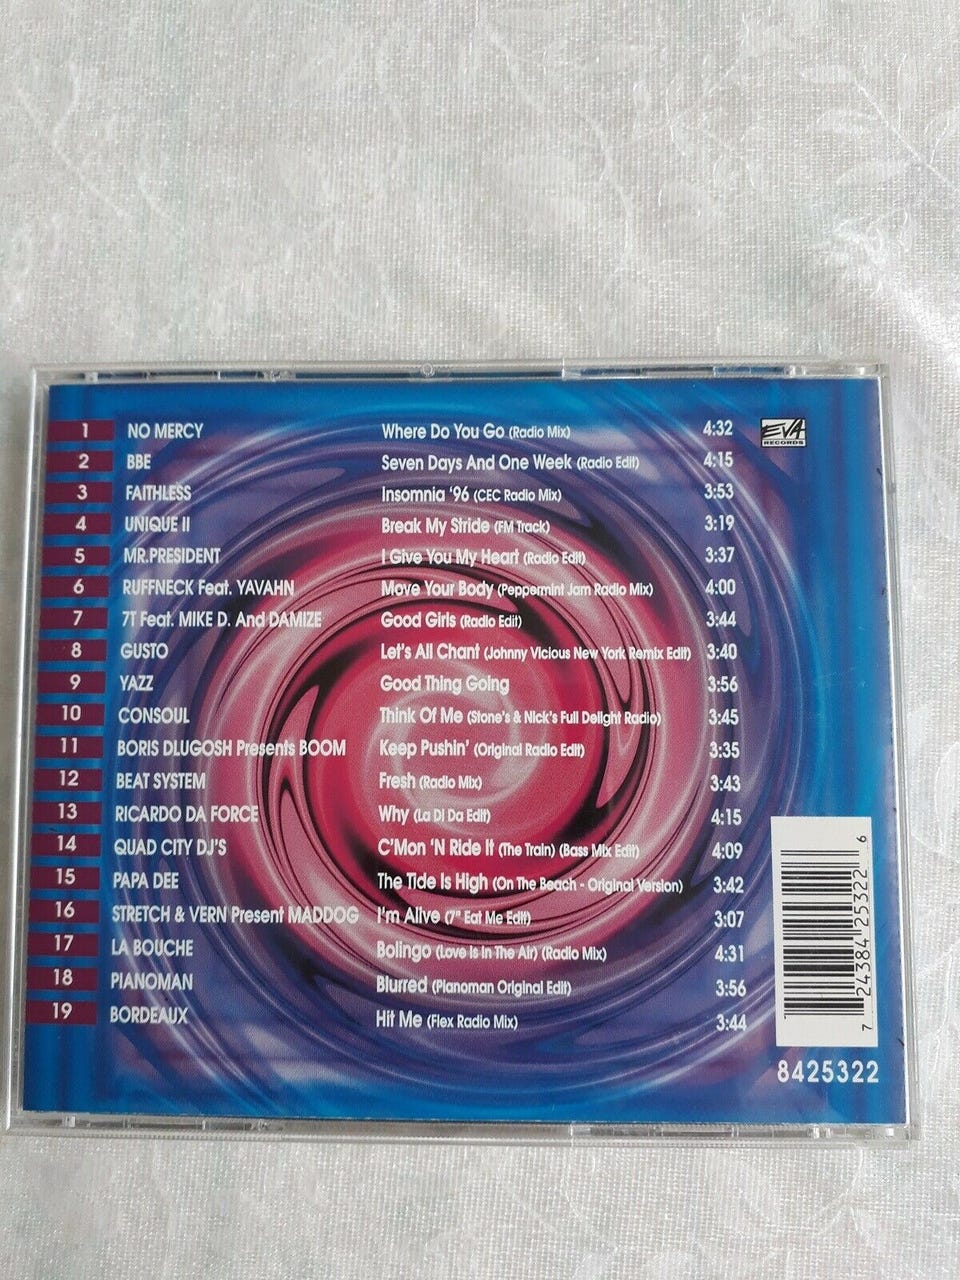 1 NO MERCY Where Do You Go (Radio Mix) 4:32
EVA
RECORDS
2 BBE Seven Days And One Week (Radio Edit) 4:15
3 FAITHLESS Insomnia '96 (CEC Radio Mix) 3:53
4 UNIQUE II Break My Stride (FM Track) 3:19
5 MR.PRESIDENT I Give You My Heart (Radio Edit) 3:37
6 RUFFNECK Feat. YAVAHN Move Your Body (Peppermint Jam Radio Mix) 4:00
7 7T Feat. MIKE D. And DAMIZE Good Girls (Radio Edit) 3:44
8 GUSTO Let's All Chant (Johnny Vicious New York Remix Edit) 3:40
9 YAZZ Good Thing Going 3:56
10 CONSOUL Think Of Me (Stone's & Nick's Full Delight Radio) 3:45
11 BORIS DLUGOSH Presents BOOM Keep Pushin' (Original Radio Edit) 3:35
12 BEAT SYSTEM Fresh (Radio Mix) 3:43
13 RICARDO DA FORCE Why (La Di Da Edit) 4:15
14 QUAD CITY DJ'S C'Mon 'N Ride It (The Train) (Bass Mix Edit) 4:09
15 PAPA DEE The Tide Is High (On The Beach - Original Version) 3:42
16 STRETCH & VERN Present MADDOG I'm Alive (7" Eat Me Edit) 3:07
17 LA BOUCHE Bolingo (Love Is In The Air) (Radio Mix) 4:31
18 PIANOMAN Blurred (Pianoman Original Edit) 3:56
19 BORDEAUX Hit Me (Flex Radio Mix) 3:44
7 24384 25322 6
8425322